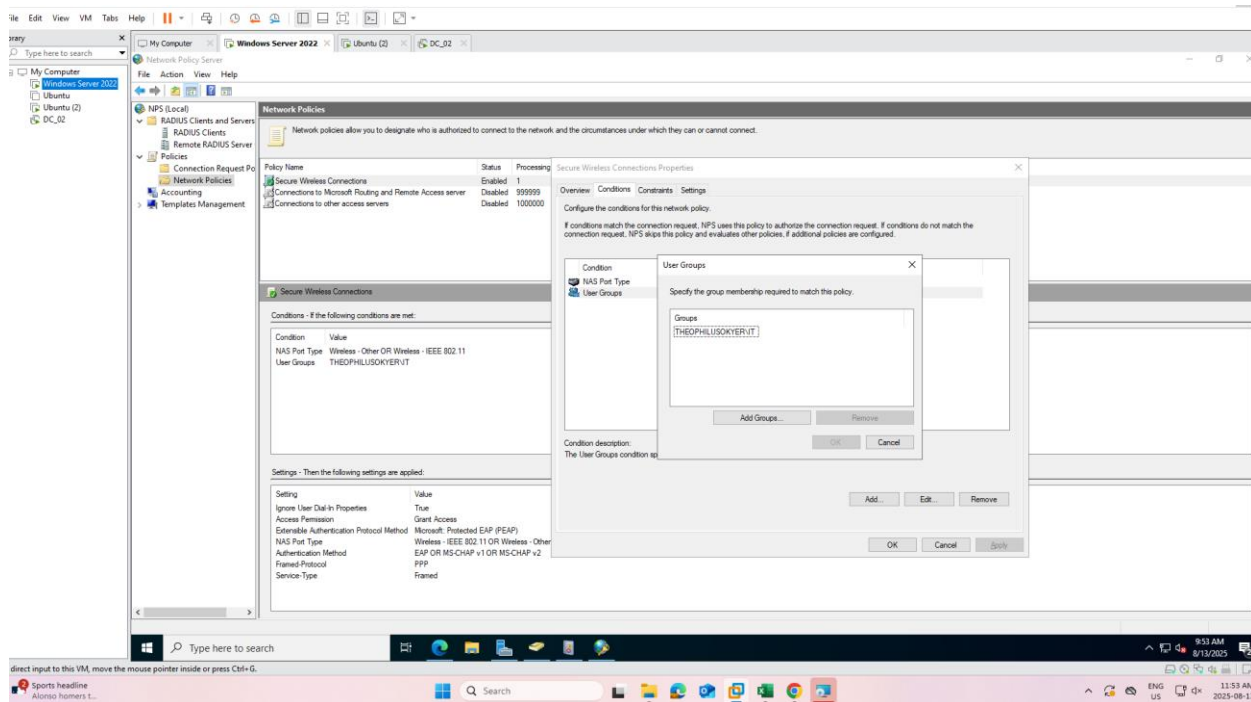 File Edit View VM Tabs Help
Library
Type here to search
My Computer
Windows Server 2022
Ubuntu
Ubuntu (2)
DC_02
My Computer
Windows Server 2022
Ubuntu (2)
DC_02
Network Policy Server
File Action View Help
NPS (Local)
RADIUS Clients and Servers
RADIUS Clients
Remote RADIUS Server
Policies
Connection Request Po
Network Policies
Accounting
Templates Management
Network Policies
Network policies allow you to designate who is authorized to connect to the network and the circumstances under which they can or cannot connect.
Policy Name Status Processing
Secure Wireless Connections Enabled 1
Connections to Microsoft Routing and Remote Access server Disabled 999999
Connections to other access servers Disabled 1000000
Secure Wireless Connections
Conditions - If the following conditions are met:
Condition Value
NAS Port Type Wireless - Other OR Wireless - IEEE 802.11
User Groups THEOPHILUSOKYER\IT
Settings - Then the following settings are applied:
Setting Value
Ignore User Dial-In Properties True
Access Permission Grant Access
Extensible Authentication Protocol Method Microsoft: Protected EAP (PEAP)
NAS Port Type Wireless - IEEE 802.11 OR Wireless - Other
Authentication Method EAP OR MS-CHAP v1 OR MS-CHAP v2
Framed-Protocol PPP
Service-Type Framed
Secure Wireless Connections Properties
Overview Conditions Constraints Settings
Configure the conditions for this network policy.
If conditions match the connection request, NPS uses this policy to authorize the connection request. If conditions do not match the
connection request, NPS skips this policy and evaluates other policies, if additional policies are configured.
Condition
NAS Port Type
User Groups
User Groups
Specify the group membership required to match this policy.
Groups
THEOPHILUSOKYER\IT
Add Groups... Remove
OK Cancel
Condition description:
The User Groups condition sp
Add... Edit... Remove
OK Cancel Apply
Type here to search
9:53 AM
8/13/2025
direct input to this VM, move the mouse pointer inside or press Ctrl+G.
Sports headline
Alonso homers t...
Search
ENG
US
11:53 AM
2025-08-1